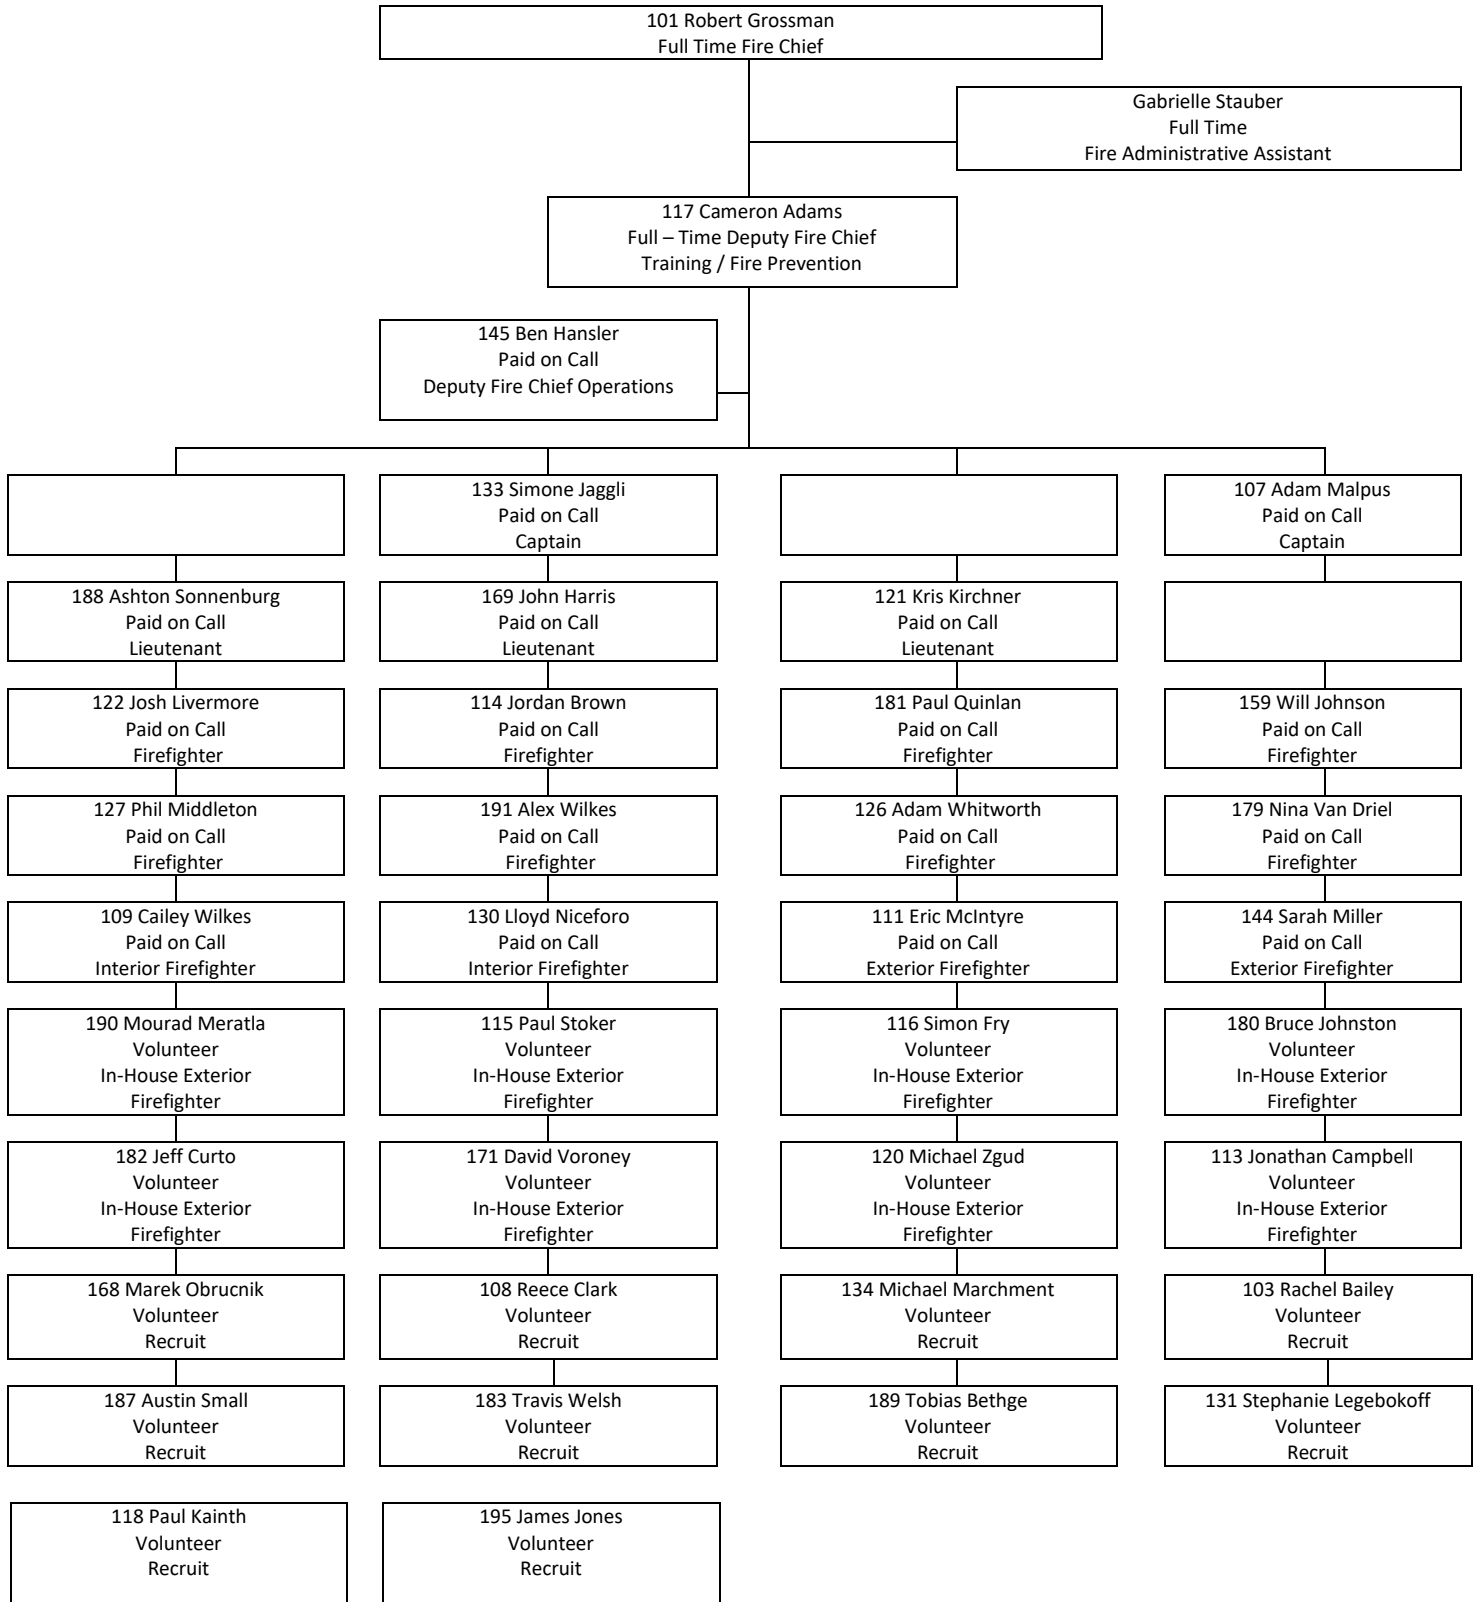 101 Robert Grossman
Full Time Fire Chief
Gabrielle Stauber
Full Time
Fire Administrative Assistant
117 Cameron Adams
Full – Time Deputy Fire Chief
Training / Fire Prevention
145 Ben Hansler
Paid on Call
Deputy Fire Chief Operations
133 Simone Jaggli
Paid on Call
Captain
107 Adam Malpus
Paid on Call
Captain
188 Ashton Sonnenburg
Paid on Call
Lieutenant
169 John Harris
Paid on Call
Lieutenant
121 Kris Kirchner
Paid on Call
Lieutenant
122 Josh Livermore
Paid on Call
Firefighter
114 Jordan Brown
Paid on Call
Firefighter
181 Paul Quinlan
Paid on Call
Firefighter
159 Will Johnson
Paid on Call
Firefighter
127 Phil Middleton
Paid on Call
Firefighter
191 Alex Wilkes
Paid on Call
Firefighter
126 Adam Whitworth
Paid on Call
Firefighter
179 Nina Van Driel
Paid on Call
Firefighter
109 Cailey Wilkes
Paid on Call
Interior Firefighter
130 Lloyd Niceforo
Paid on Call
Interior Firefighter
111 Eric McIntyre
Paid on Call
Exterior Firefighter
144 Sarah Miller
Paid on Call
Exterior Firefighter
190 Mourad Meratla
Volunteer
In-House Exterior
Firefighter
115 Paul Stoker
Volunteer
In-House Exterior
Firefighter
116 Simon Fry
Volunteer
In-House Exterior
Firefighter
180 Bruce Johnston
Volunteer
In-House Exterior
Firefighter
182 Jeff Curto
Volunteer
In-House Exterior
Firefighter
171 David Voroney
Volunteer
In-House Exterior
Firefighter
120 Michael Zgud
Volunteer
In-House Exterior
Firefighter
113 Jonathan Campbell
Volunteer
In-House Exterior
Firefighter
168 Marek Obrucnik
Volunteer
Recruit
108 Reece Clark
Volunteer
Recruit
134 Michael Marchment
Volunteer
Recruit
103 Rachel Bailey
Volunteer
Recruit
187 Austin Small
Volunteer
Recruit
183 Travis Welsh
Volunteer
Recruit
189 Tobias Bethge
Volunteer
Recruit
131 Stephanie Legebokoff
Volunteer
Recruit
118 Paul Kainth
Volunteer
Recruit
195 James Jones
Volunteer
Recruit